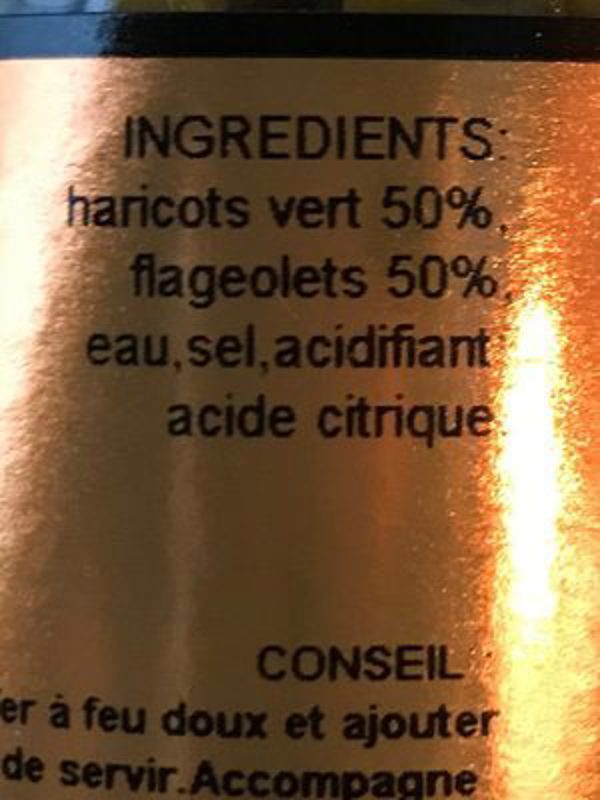 INGREDIENTS:
haricots vert 50%,
flageolets 50%,
eau,sel,acidifiant:
acide citrique.
CONSEIL :
à feu doux et ajouter
de servir.Accompagne